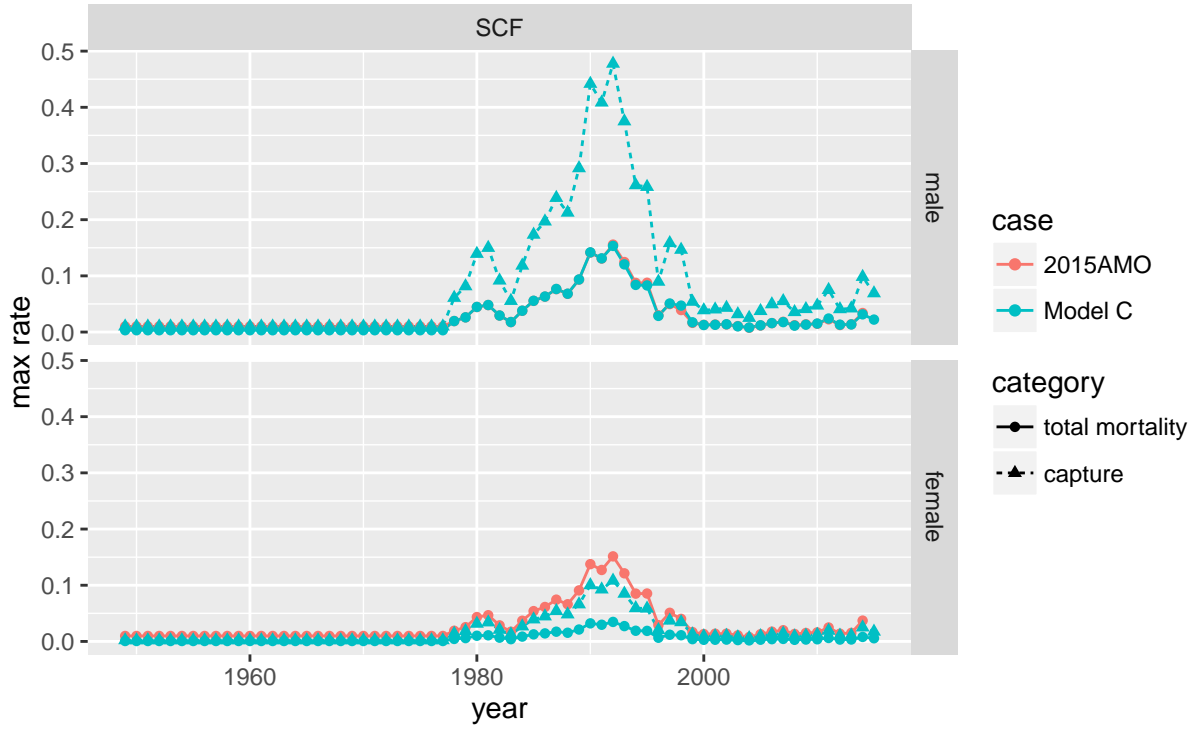 SCF
0.5
0.4
0.3
0.2
0.1
0.0
male
0.5
0.4
0.3
0.2
0.1
0.0
female
max rate
1960
1980
2000
year
case
2015AMO
Model C
category
total mortality
capture